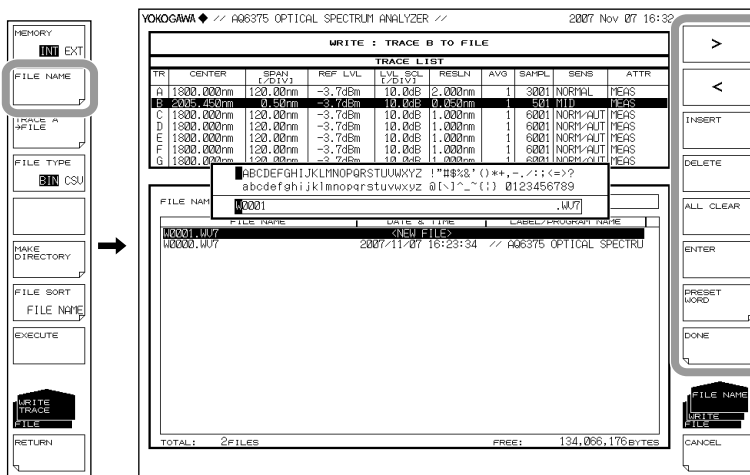 MEMORY
INT EXT
FILE NAME
TRACE A
→FILE
FILE TYPE
BIN CSV
MAKE
DIRECTORY
FILE SORT
FILE NAME
EXECUTE
WRITE
TRACE
FILE
RETURN
YOKOGAWA ◆ // AQ6375 OPTICAL SPECTRUM ANALYZER // 2007 Nov 07 16:32
WRITE : TRACE B TO FILE
TRACE LIST
TR CENTER SPAN [/DIV] REF LVL LVL SCL [/DIV] RESLN AVG SAMPL SENS ATTR
A 1800.000nm 120.00nm -3.7dBm 10.0dB 2.000nm 1 3001 NORMAL MEAS
B 2005.450nm 0.50nm -3.7dBm 10.0dB 0.050nm 1 501 MID MEAS
C 1800.000nm 120.00nm -3.7dBm 10.0dB 1.000nm 1 6001 NORM/AUT MEAS
D 1800.000nm 120.00nm -3.7dBm 10.0dB 1.000nm 1 6001 NORM/AUT MEAS
E 1800.000nm 120.00nm -3.7dBm 10.0dB 1.000nm 1 6001 NORM/AUT MEAS
F 1800.000nm 120.00nm -3.7dBm 10.0dB 1.000nm 1 6001 NORM/AUT MEAS
G 1800.000nm 120.00nm -3.7dBm 10.0dB 1.000nm 1 6001 NORM/AUT MEAS
ABCDEFGHIJKLMNOPQRSTUVWXYZ !"#$%&'()*+,-./:;<=>?
abcdefghijklmnopqrstuvwxyz @[\]^_~{¦} 0123456789
FILE NAM
W0001 .WV7
FILE NAME DATE & TIME LABEL/PROGRAM NAME
W0001.WV7 <NEW FILE>
W0000.WV7 2007/11/07 16:23:34 // AQ6375 OPTICAL SPECTRU
TOTAL: 2FILES FREE: 134,066,176 BYTES
>
<
INSERT
DELETE
ALL CLEAR
ENTER
PRESET
WORD
DONE
FILE NAME
WRITE
FILE
CANCEL